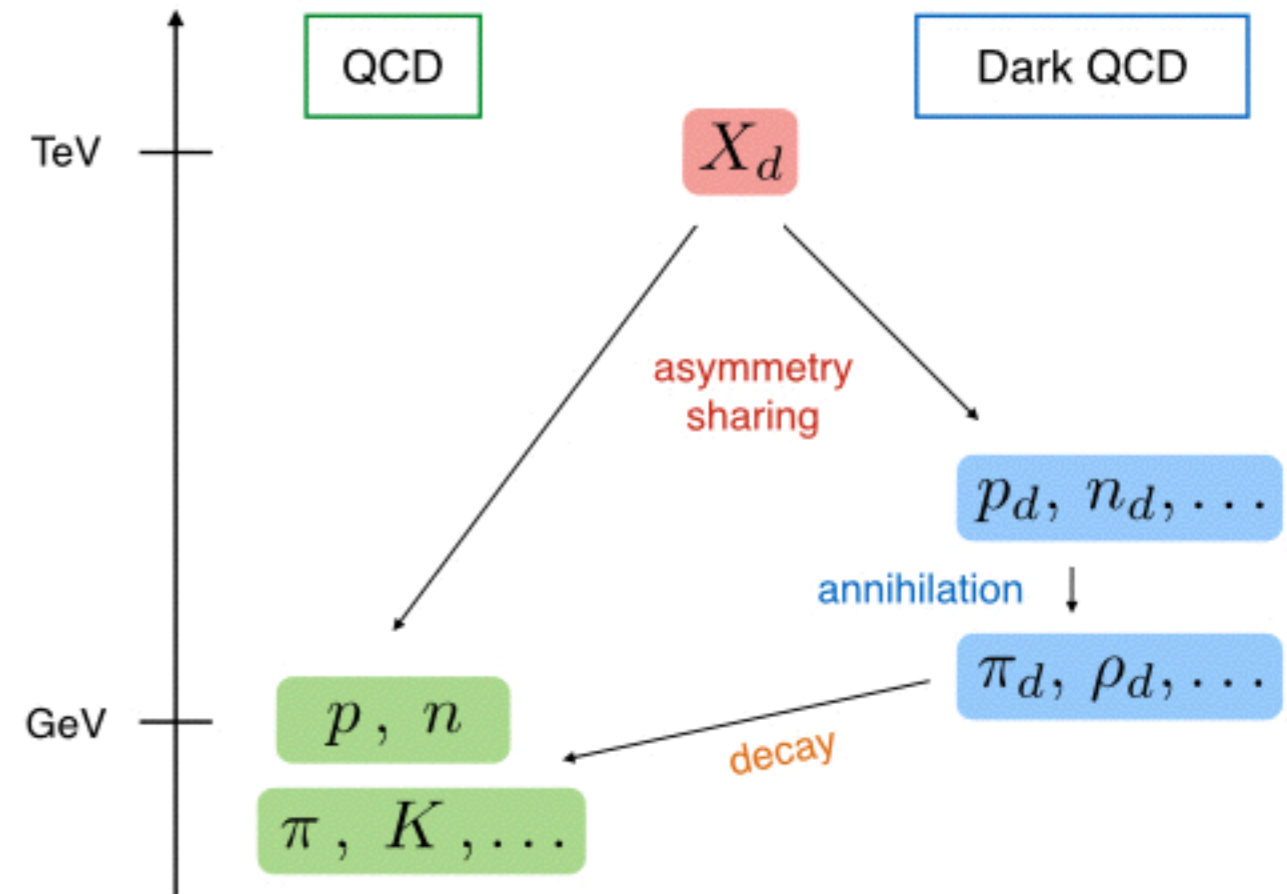 QCD
Dark QCD
TeV
X_d
asymmetry
sharing
p_d, n_d, . . .
annihilation
π_d, ρ_d, . . .
GeV
p , n
decay
π , K , . . .